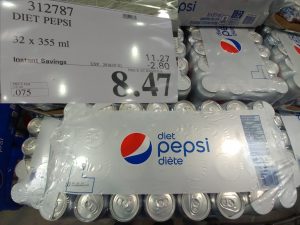 312787
DIET PEPSI
32 x 355 ml
11.27
Instant Savings
-2.80
8.47
075
diet
pepsi
diète